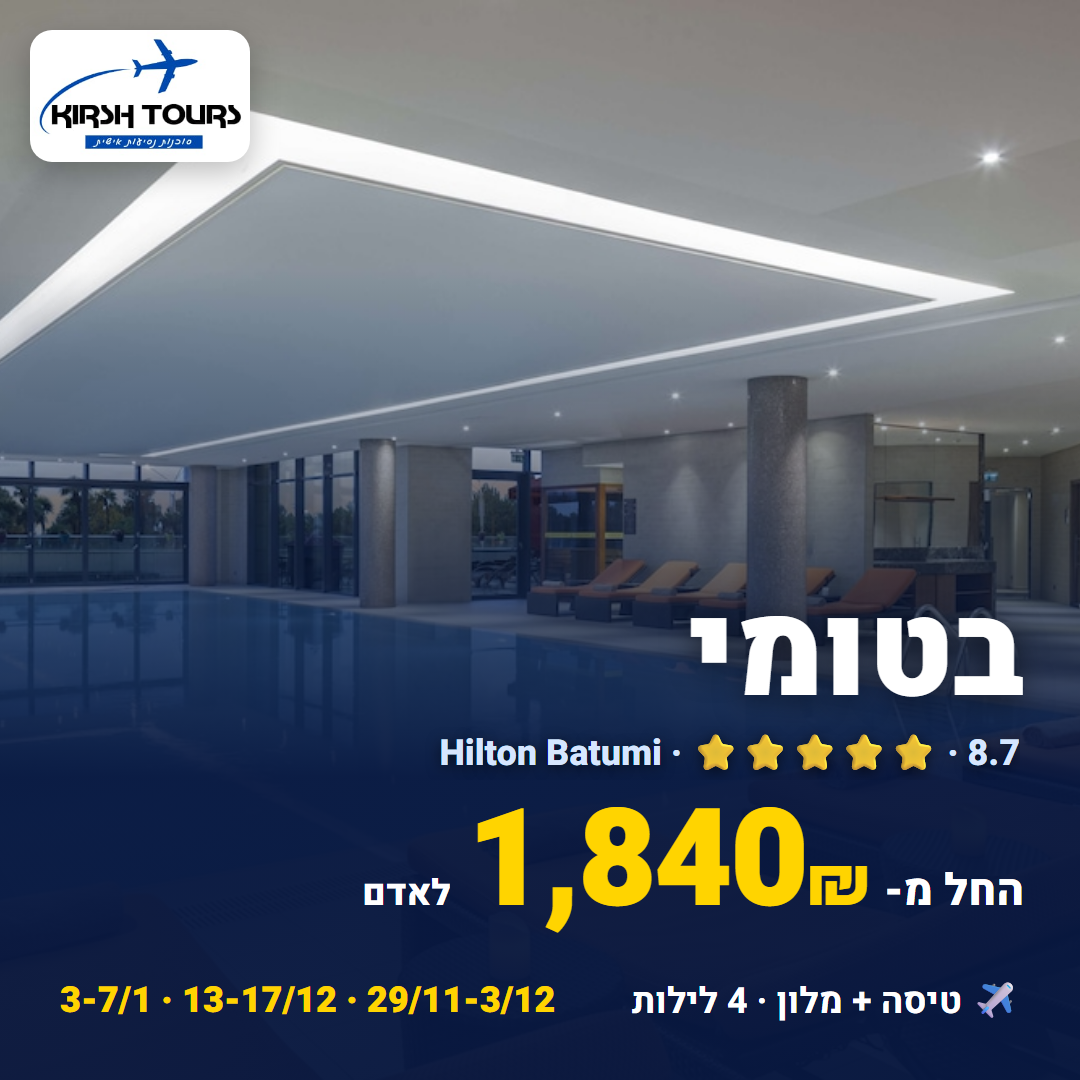 KIRSH TOURS
סוכנות נסיעות אישית
בטומי
8.7 · ⭐⭐⭐⭐⭐ · Hilton Batumi
החל מ- ₪1,840 לאדם
✈️ טיסה + מלון · 4 לילות
29/11-3/12 · 13-17/12 · 3-7/1